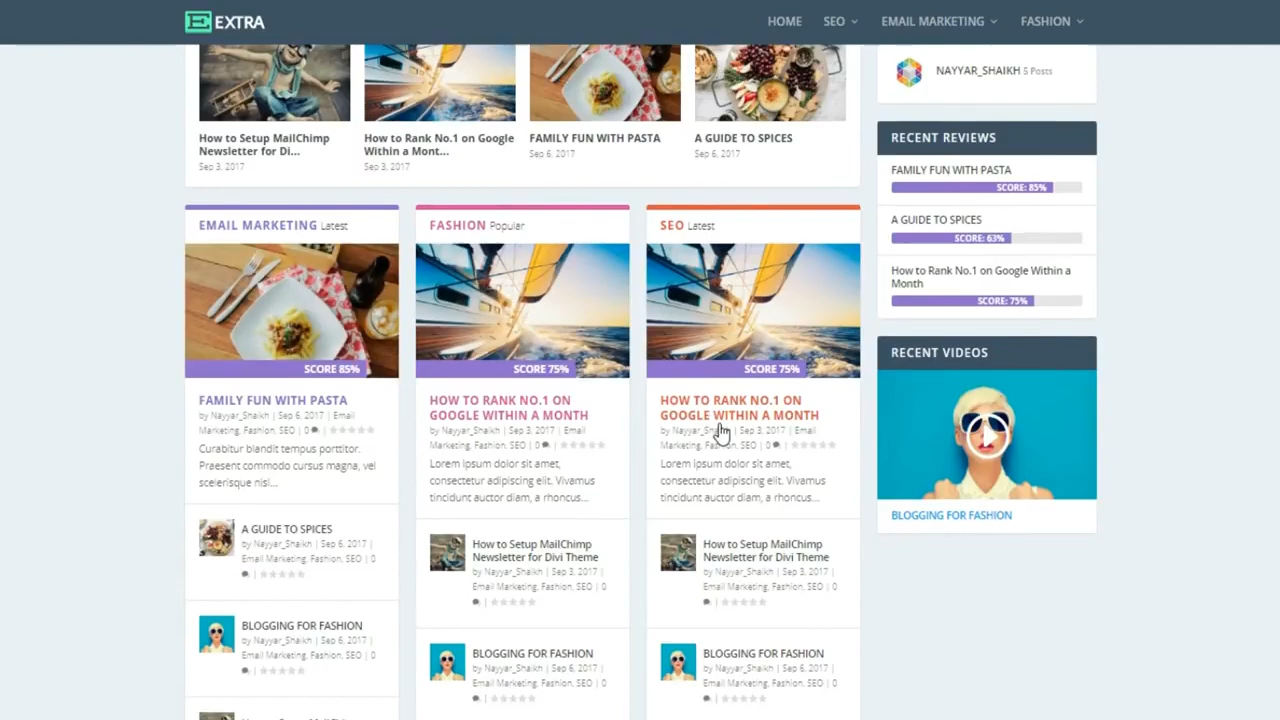 EXTRA
HOME SEO EMAIL MARKETING FASHION
How to Setup MailChimp
Newsletter for Di...
Sep 3, 2017
How to Rank No.1 on Google
Within a Mont...
Sep 3, 2017
FAMILY FUN WITH PASTA
Sep 6, 2017
A GUIDE TO SPICES
Sep 6, 2017
NAYYAR_SHAIKH 5 Posts
RECENT REVIEWS
FAMILY FUN WITH PASTA
SCORE: 85%
A GUIDE TO SPICES
SCORE: 63%
How to Rank No.1 on Google Within a
Month
SCORE: 75%
RECENT VIDEOS
BLOGGING FOR FASHION
EMAIL MARKETING Latest
SCORE 85%
FAMILY FUN WITH PASTA
by Nayyar_Shaikh | Sep 6, 2017 | Email
Marketing, Fashion, SEO | 0 |
Curabitur blandit tempus porttitor.
Praesent commodo cursus magna, vel
scelerisque nisl...
A GUIDE TO SPICES
by Nayyar_Shaikh | Sep 6, 2017 |
Email Marketing, Fashion, SEO | 0
|
BLOGGING FOR FASHION
by Nayyar_Shaikh | Sep 6, 2017 |
Email Marketing, Fashion, SEO | 0
|
FASHION Popular
SCORE 75%
HOW TO RANK NO.1 ON
GOOGLE WITHIN A MONTH
by Nayyar_Shaikh | Sep 3, 2017 | Email
Marketing, Fashion, SEO | 0 |
Lorem ipsum dolor sit amet,
consectetur adipiscing elit. Vivamus
tincidunt auctor diam, a rhoncus...
How to Setup MailChimp
Newsletter for Divi Theme
by Nayyar_Shaikh | Sep 3, 2017 |
Email Marketing, Fashion, SEO | 0
|
BLOGGING FOR FASHION
by Nayyar_Shaikh | Sep 6, 2017 |
Email Marketing, Fashion, SEO | 0
|
SEO Latest
SCORE 75%
HOW TO RANK NO.1 ON
GOOGLE WITHIN A MONTH
by | Sep 3, 2017 | Email
Marketing, SEO | 0 |
Lorem ipsum dolor sit amet,
consectetur adipiscing elit. Vivamus
tincidunt auctor diam, a rhoncus...
How to Setup MailChimp
Newsletter for Divi Theme
by Nayyar_Shaikh | Sep 3, 2017 |
Email Marketing, Fashion, SEO | 0
|
BLOGGING FOR FASHION
by Nayyar_Shaikh | Sep 6, 2017 |
Email Marketing, Fashion, SEO | 0
|